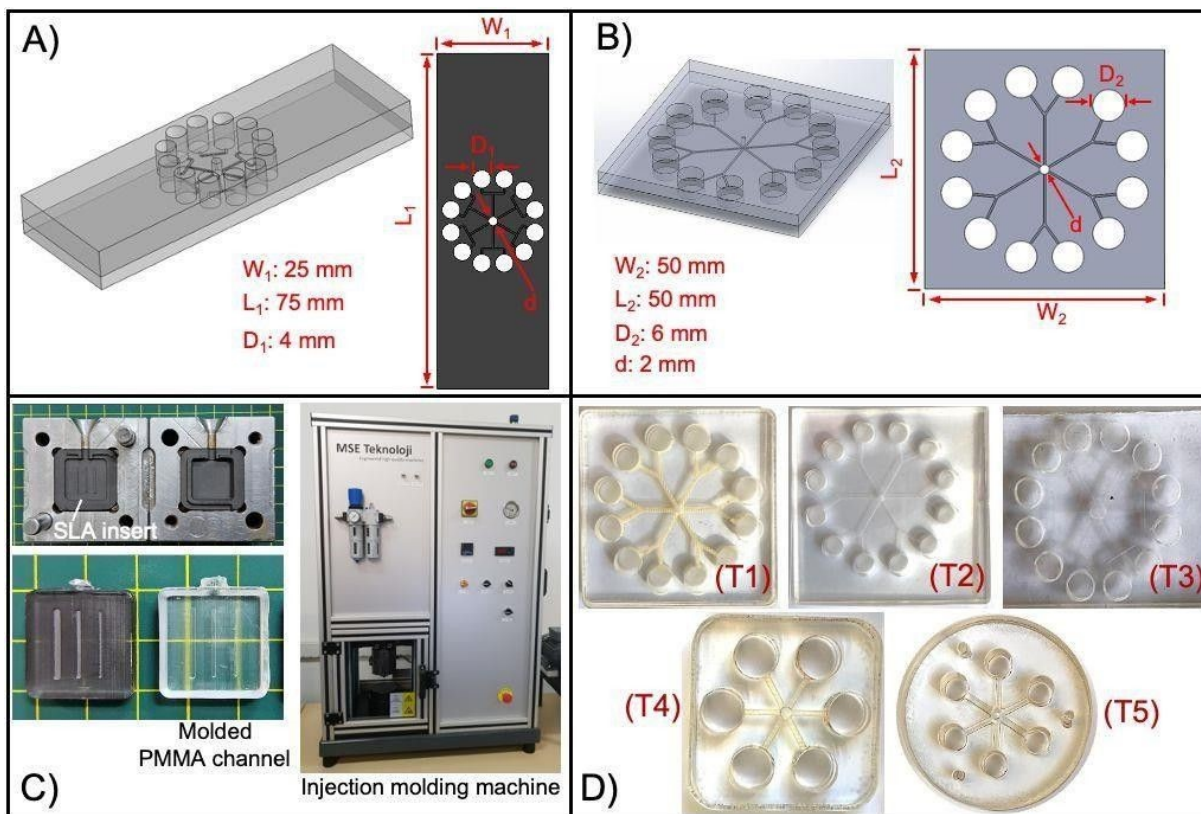 A)
W₁
D₁
L₁
d
W₁: 25 mm
L₁: 75 mm
D₁: 4 mm
B)
D₂
L₂
d
W₂
W₂: 50 mm
L₂: 50 mm
D₂: 6 mm
d: 2 mm
SLA insert
Molded
PMMA channel
MSE Teknoloji
Injection molding machine
C)
(T1)
(T2)
(T3)
(T4)
(T5)
D)